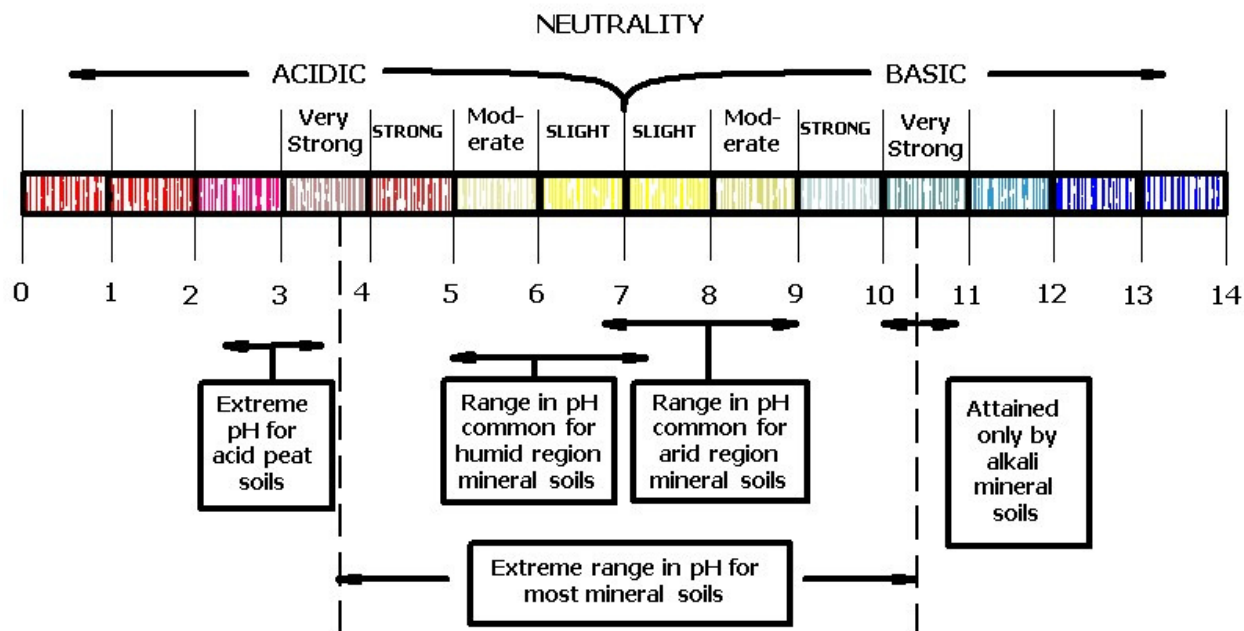 NEUTRALITY
ACIDIC
BASIC
Very
Strong
STRONG
Mod-
erate
SLIGHT
SLIGHT
Mod-
erate
STRONG
Very
Strong
0 1 2 3 4 5 6 7 8 9 10 11 12 13 14
Extreme
pH for
acid peat
soils
Range in pH
common for
humid region
mineral soils
Range in pH
common for
arid region
mineral soils
Attained
only by
alkali
mineral
soils
Extreme range in pH for
most mineral soils